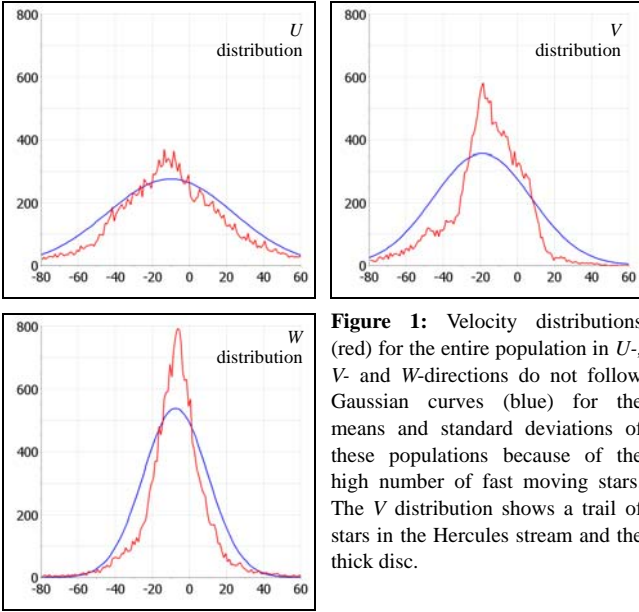 800
600
400
200
0
-80 -60 -40 -20 0 20 40 60
U
distribution
800
600
400
200
0
-80 -60 -40 -20 0 20 40 60
V
distribution
800
600
400
200
0
-80 -60 -40 -20 0 20 40 60
W
distribution
Figure 1: Velocity distributions
(red) for the entire population in U-,
V- and W-directions do not follow
Gaussian curves (blue) for the
means and standard deviations of
these populations because of the
high number of fast moving stars.
The V distribution shows a trail of
stars in the Hercules stream and the
thick disc.